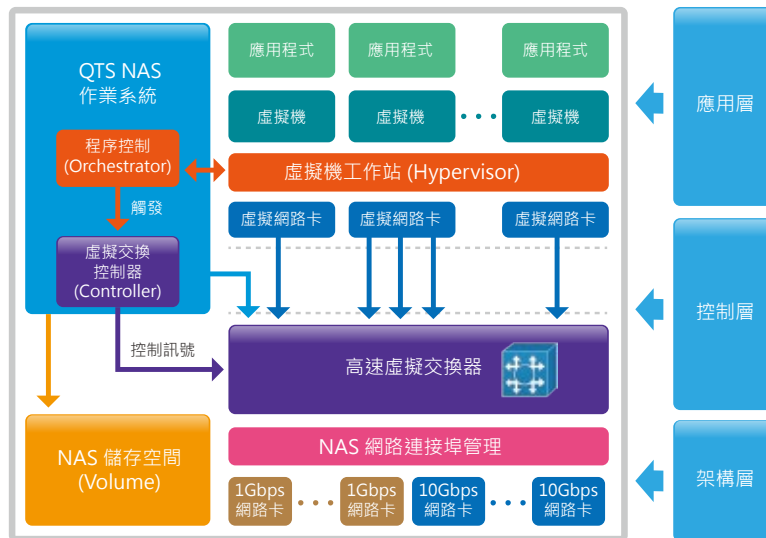 QTS NAS
作業系統
程序控制
(Orchestrator)
觸發
虛擬交換
控制器
(Controller)
控制訊號
NAS 儲存空間
(Volume)
應用程式
應用程式
應用程式
虛擬機
虛擬機
虛擬機
虛擬機工作站 (Hypervisor)
虛擬網路卡
虛擬網路卡
虛擬網路卡
高速虛擬交換器
NAS 網路連接埠管理
1Gbps
網路卡
1Gbps
網路卡
10Gbps
網路卡
10Gbps
網路卡
應用層
控制層
架構層